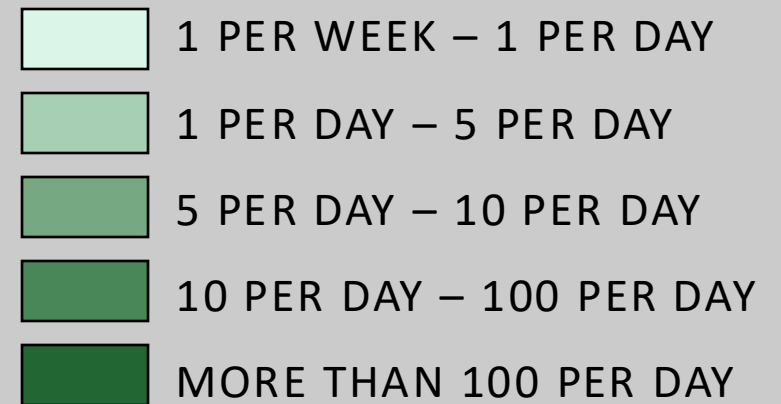 1 PER WEEK – 1 PER DAY
1 PER DAY – 5 PER DAY
5 PER DAY – 10 PER DAY
10 PER DAY – 100 PER DAY
MORE THAN 100 PER DAY